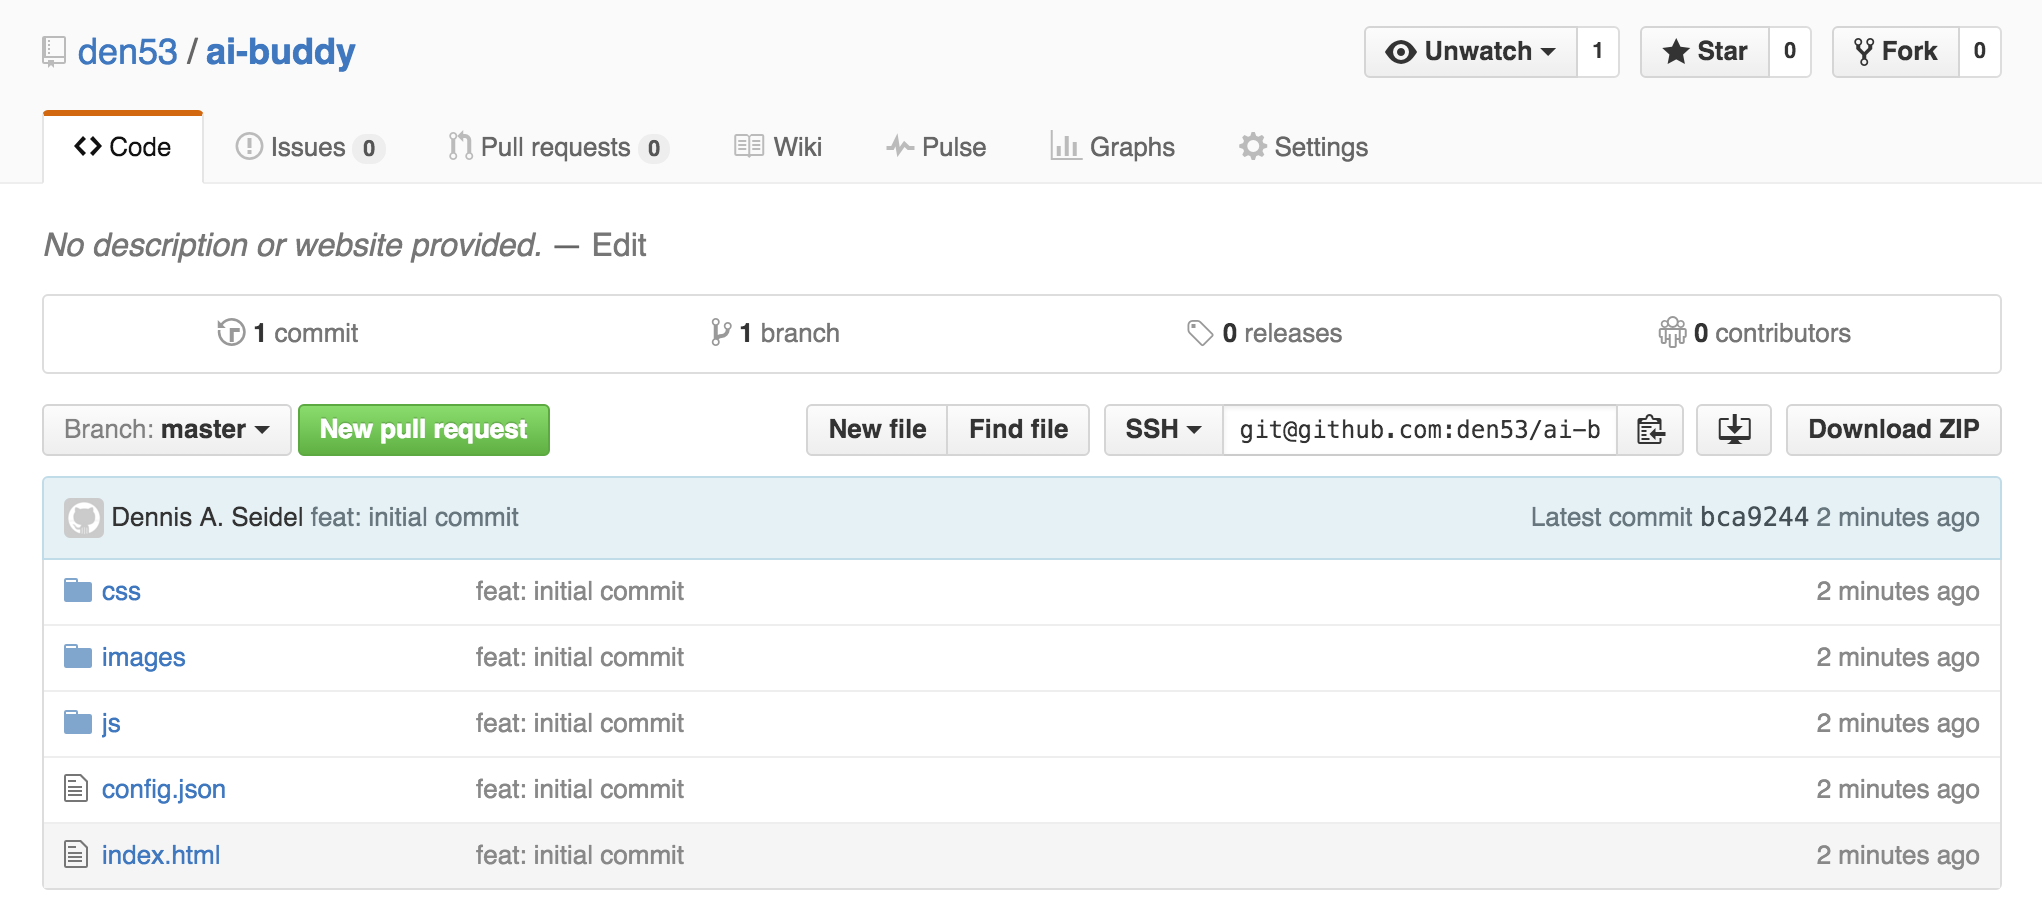 den53 / ai-buddy Unwatch 1 Star 0 Fork 0
Code Issues 0 Pull requests 0 Wiki Pulse Graphs Settings
No description or website provided. — Edit
1 commit 1 branch 0 releases 0 contributors
Branch: master New pull request New file Find file SSH git@github.com:den53/ai-b Download ZIP
Dennis A. Seidel feat: initial commit Latest commit bca9244 2 minutes ago
css feat: initial commit 2 minutes ago
images feat: initial commit 2 minutes ago
js feat: initial commit 2 minutes ago
config.json feat: initial commit 2 minutes ago
index.html feat: initial commit 2 minutes ago